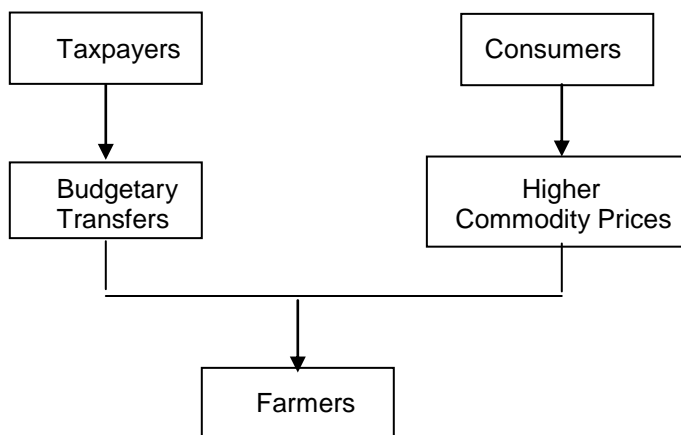 Taxpayers
Consumers
Budgetary
Transfers
Higher
Commodity Prices
Farmers